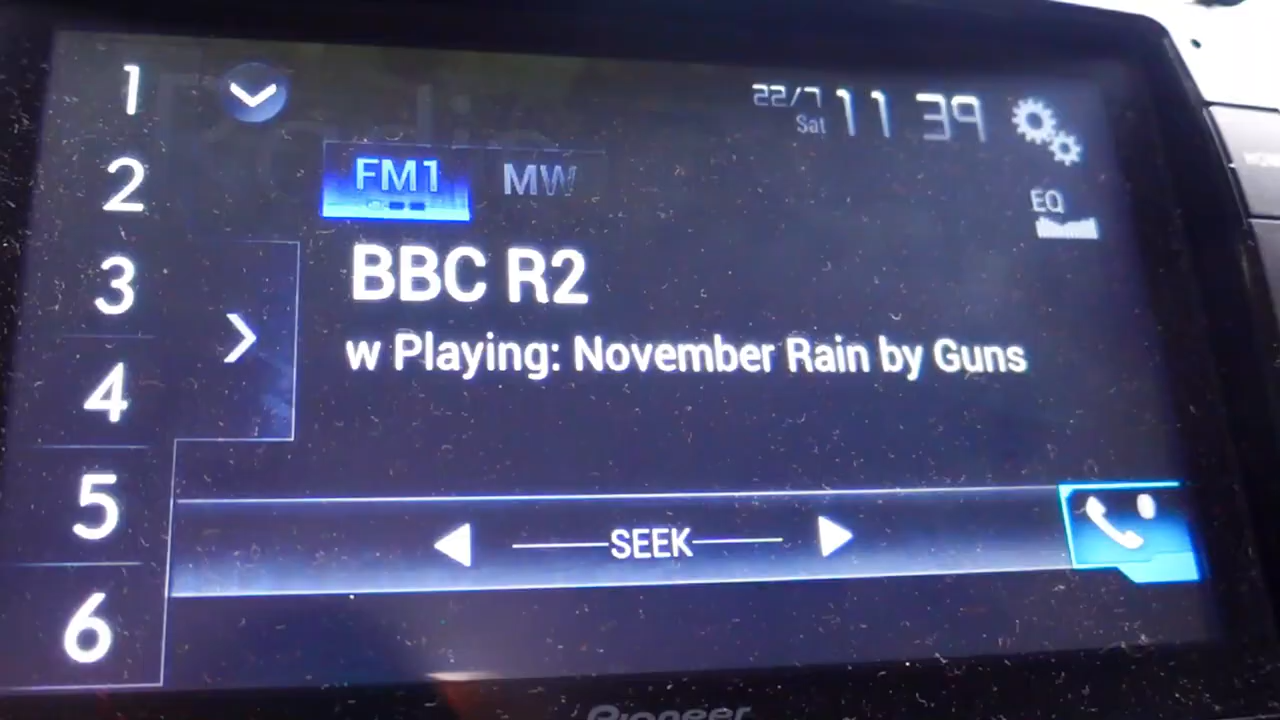 1
2
3
4
5
6
22/7
Sat
11 39
FM1
MW
EQ
BBC R2
w Playing: November Rain by Guns
SEEK
Pioneer